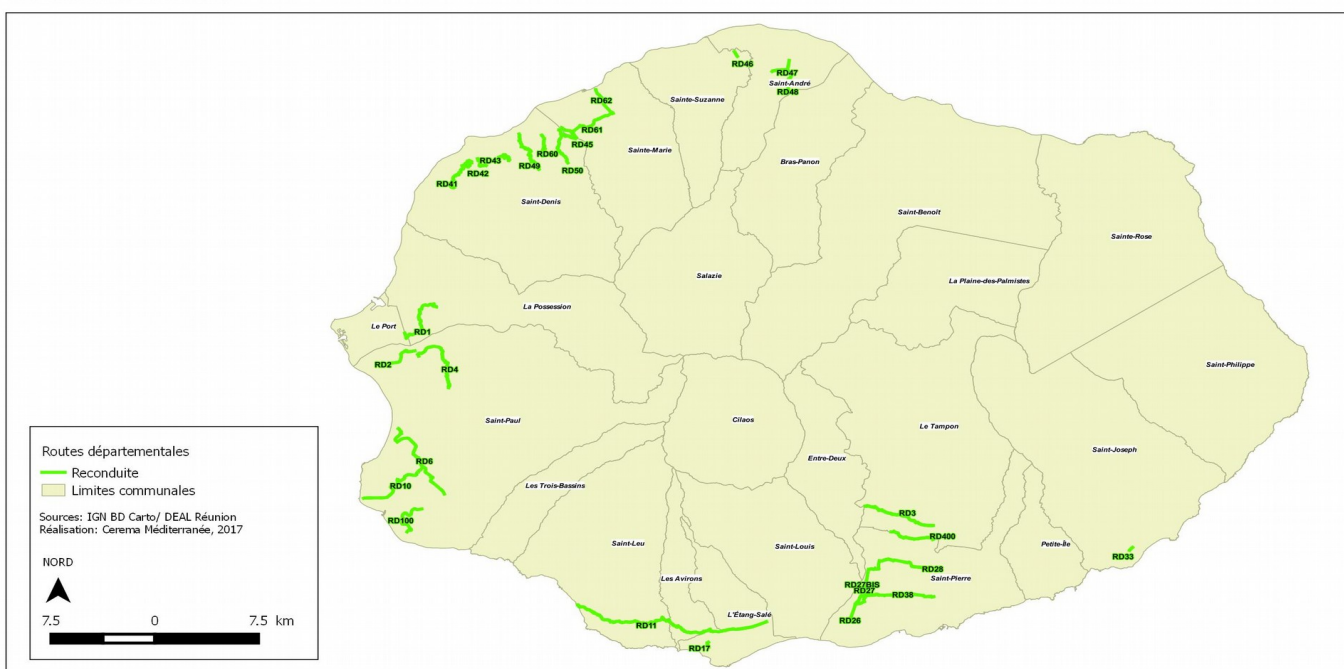 RD46
RD47
Saint-André
RD48
RD62
Sainte-Suzanne
RD61
RD45
Sainte-Marie
RD60
RD43
RD49
RD50
RD42
RD41
Bras-Panon
Saint-Denis
Saint-Benoît
Sainte-Rose
Salazie
La Plaine-des-Palmistes
La Possession
Le Port
RD1
RD2
RD4
Saint-Philippe
Saint-Paul
Cilaos
Le Tampon
Saint-Joseph
Entre-Deux
RD6
RD10
Les Trois-Bassins
RD100
RD3
RD400
Saint-Leu
Saint-Louis
Petite-Île
RD33
RD28
Les Avirons
Saint-Pierre
RD27BIS
RD27
RD38
L'Étang-Salé
RD26
RD11
RD17
Routes départementales
Reconduite
Limites communales
Sources: IGN BD Carto/ DEAL Réunion
Réalisation: Cerema Méditerranée, 2017
NORD
7.5 0 7.5 km